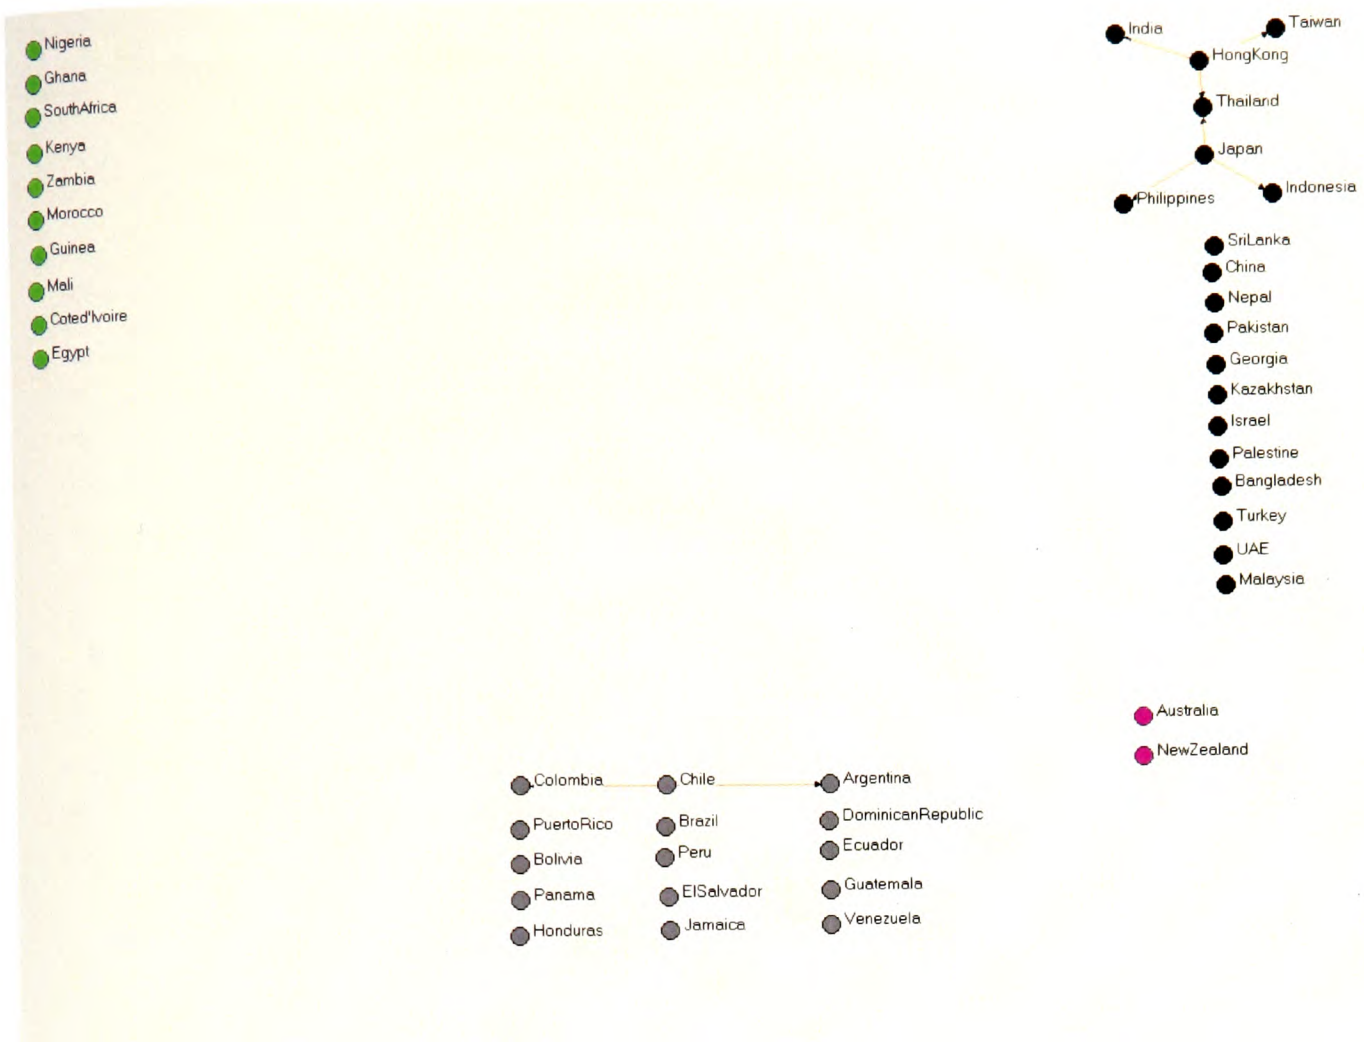 Nigeria
Ghana
SouthAfrica
Kenya
Zambia
Morocco
Guinea
Mali
Coted'Ivoire
Egypt
India
Taiwan
HongKong
Thailand
Japan
Philippines
Indonesia
SriLanka
China
Nepal
Pakistan
Georgia
Kazakhstan
Israel
Palestine
Bangladesh
Turkey
UAE
Malaysia
Australia
NewZealand
Colombia Chile Argentina
PuertoRico Brazil DominicanRepublic
Bolivia Peru Ecuador
Panama ElSalvador Guatemala
Honduras Jamaica Venezuela